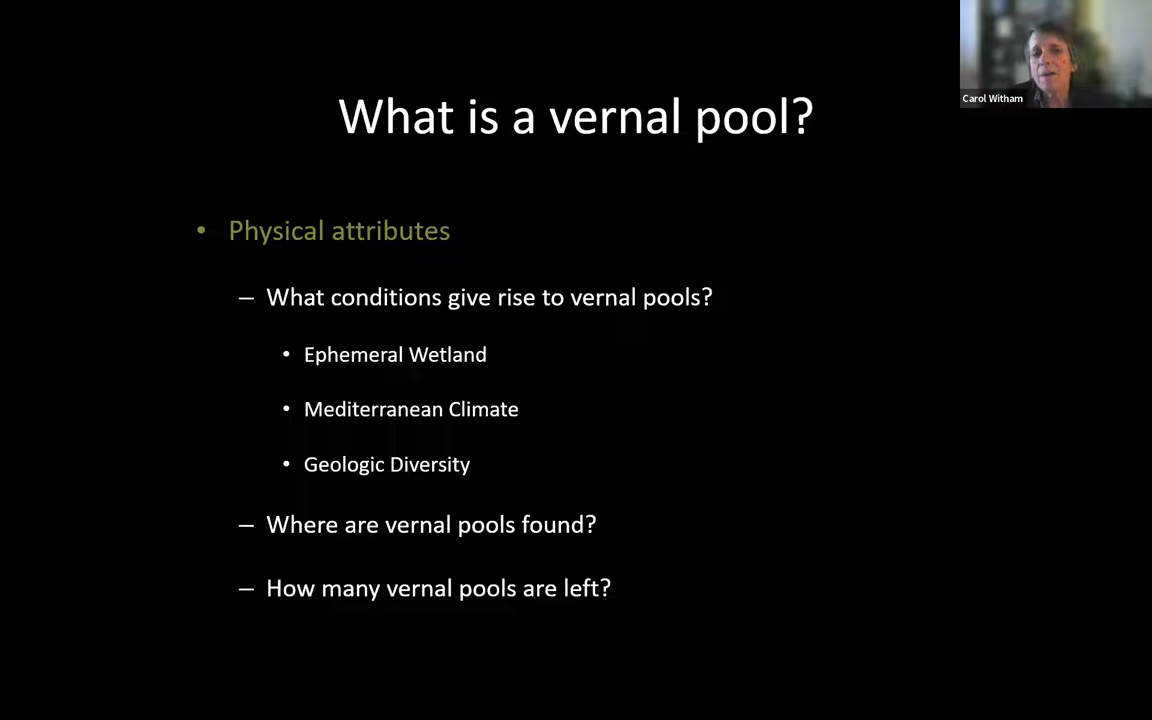 Carol Witham
What is a vernal pool?
• Physical attributes
– What conditions give rise to vernal pools?
• Ephemeral Wetland
• Mediterranean Climate
• Geologic Diversity
– Where are vernal pools found?
– How many vernal pools are left?